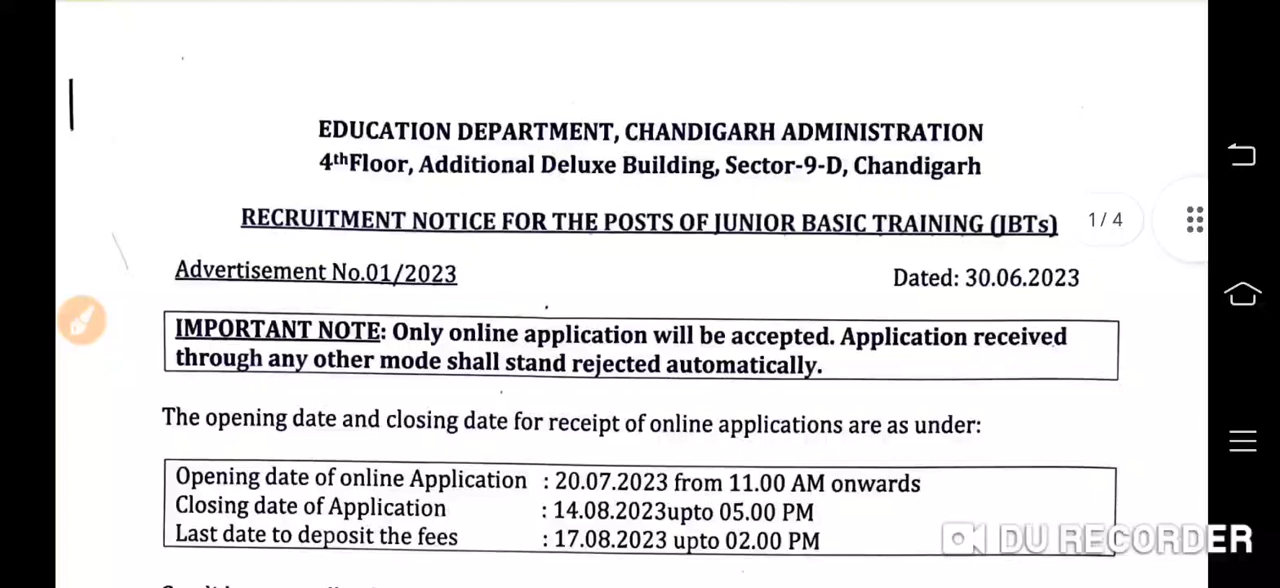 EDUCATION DEPARTMENT, CHANDIGARH ADMINISTRATION
4thFloor, Additional Deluxe Building, Sector-9-D, Chandigarh
RECRUITMENT NOTICE FOR THE POSTS OF JUNIOR BASIC TRAINING (JBTs)
1 / 4
Advertisement No.01/2023
Dated: 30.06.2023
IMPORTANT NOTE: Only online application will be accepted. Application received
through any other mode shall stand rejected automatically.
The opening date and closing date for receipt of online applications are as under:
Opening date of online Application : 20.07.2023 from 11.00 AM onwards
Closing date of Application : 14.08.2023upto 05.00 PM
Last date to deposit the fees : 17.08.2023 upto 02.00 PM
DU RECORDER